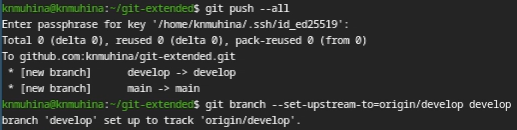 knmuhina@knmuhina:~/git-extended$ git push --all
Enter passphrase for key '/home/knmuhina/.ssh/id_ed25519':
Total 0 (delta 0), reused 0 (delta 0), pack-reused 0 (from 0)
To github.com:knmuhina/git-extended.git
 * [new branch]      develop -> develop
 * [new branch]      main -> main
knmuhina@knmuhina:~/git-extended$ git branch --set-upstream-to=origin/develop develop
branch 'develop' set up to track 'origin/develop'.